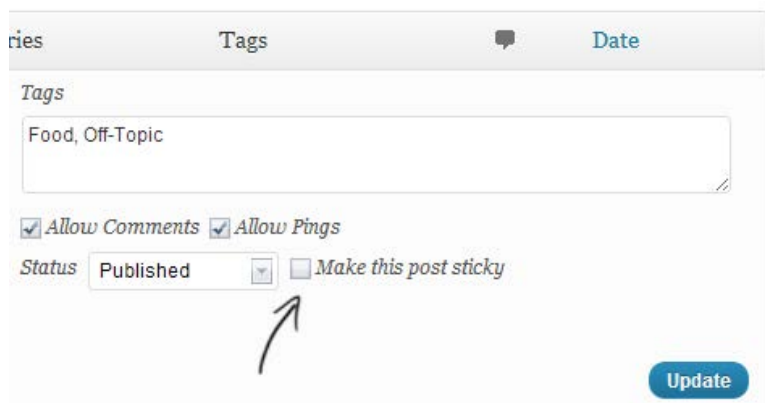 ries Tags Date
Tags
Food, Off-Topic
Allow Comments Allow Pings
Status Published Make this post sticky
Update